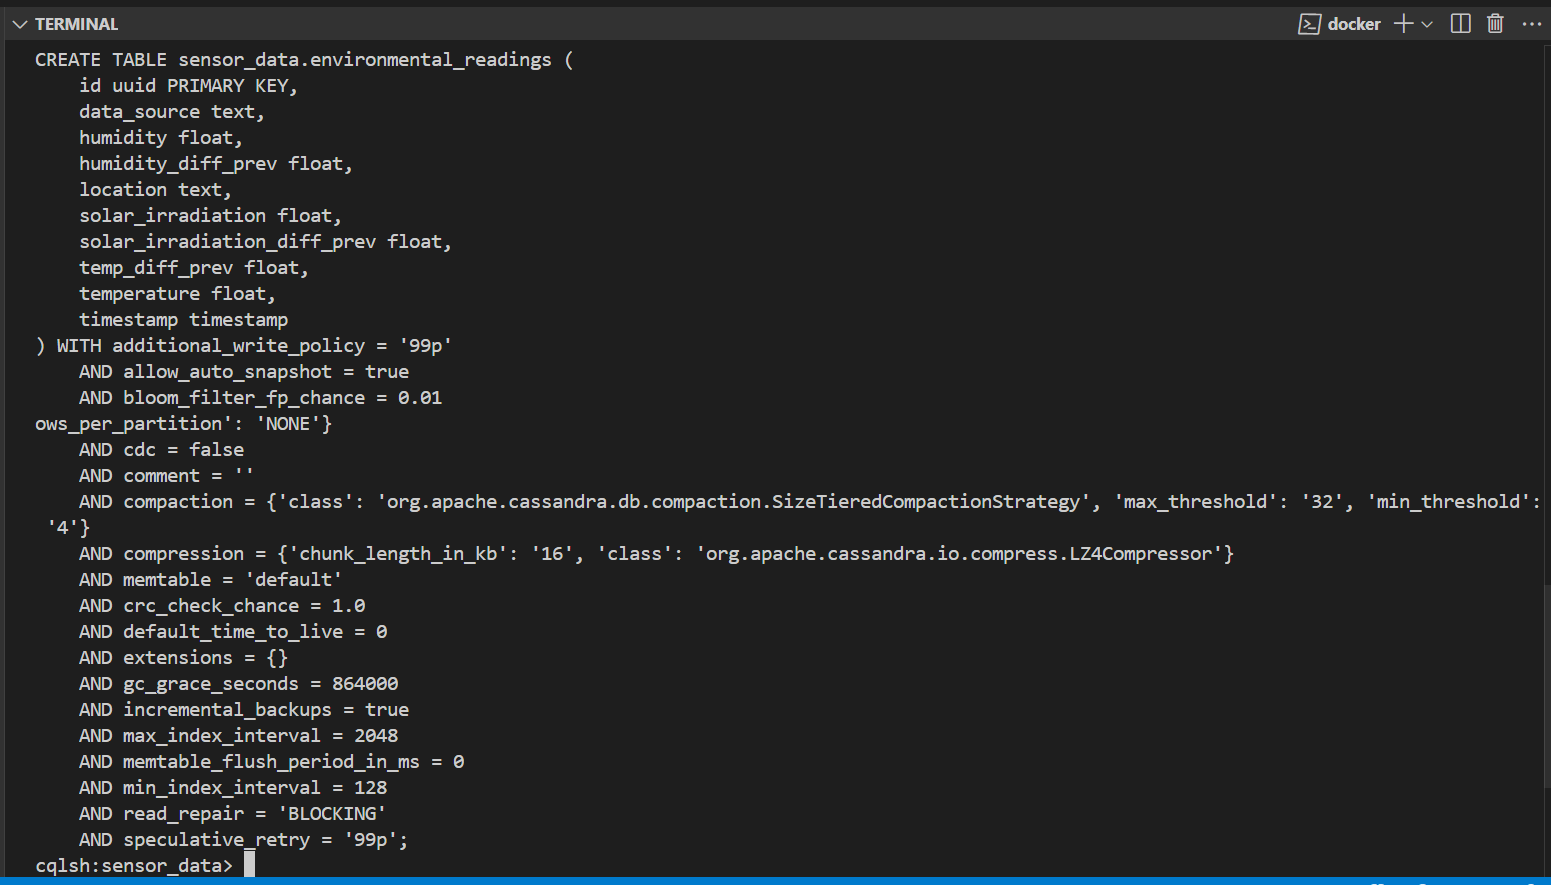 TERMINAL
docker
CREATE TABLE sensor_data.environmental_readings (
    id uuid PRIMARY KEY,
    data_source text,
    humidity float,
    humidity_diff_prev float,
    location text,
    solar_irradiation float,
    solar_irradiation_diff_prev float,
    temp_diff_prev float,
    temperature float,
    timestamp timestamp
) WITH additional_write_policy = '99p'
    AND allow_auto_snapshot = true
    AND bloom_filter_fp_chance = 0.01
ows_per_partition': 'NONE'}
    AND cdc = false
    AND comment = ''
    AND compaction = {'class': 'org.apache.cassandra.db.compaction.SizeTieredCompactionStrategy', 'max_threshold': '32', 'min_threshold':
 '4'}
    AND compression = {'chunk_length_in_kb': '16', 'class': 'org.apache.cassandra.io.compress.LZ4Compressor'}
    AND memtable = 'default'
    AND crc_check_chance = 1.0
    AND default_time_to_live = 0
    AND extensions = {}
    AND gc_grace_seconds = 864000
    AND incremental_backups = true
    AND max_index_interval = 2048
    AND memtable_flush_period_in_ms = 0
    AND min_index_interval = 128
    AND read_repair = 'BLOCKING'
    AND speculative_retry = '99p';
cqlsh:sensor_data>